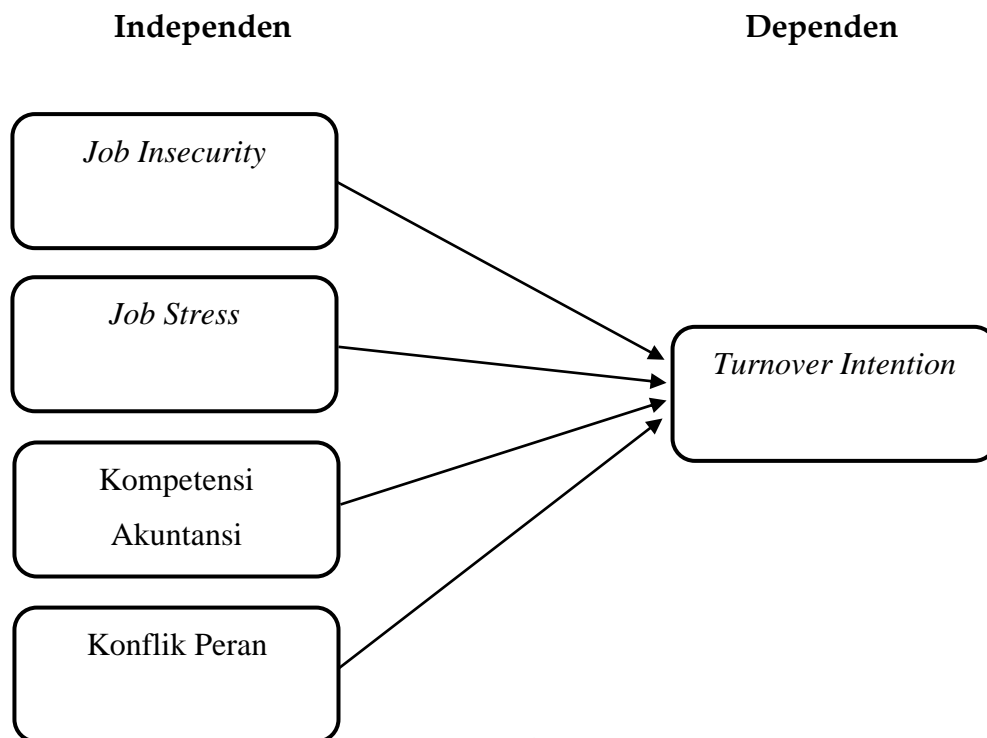 Independen
Dependen
Job Insecurity
Job Stress
Turnover Intention
Kompetensi
Akuntansi
Konflik Peran